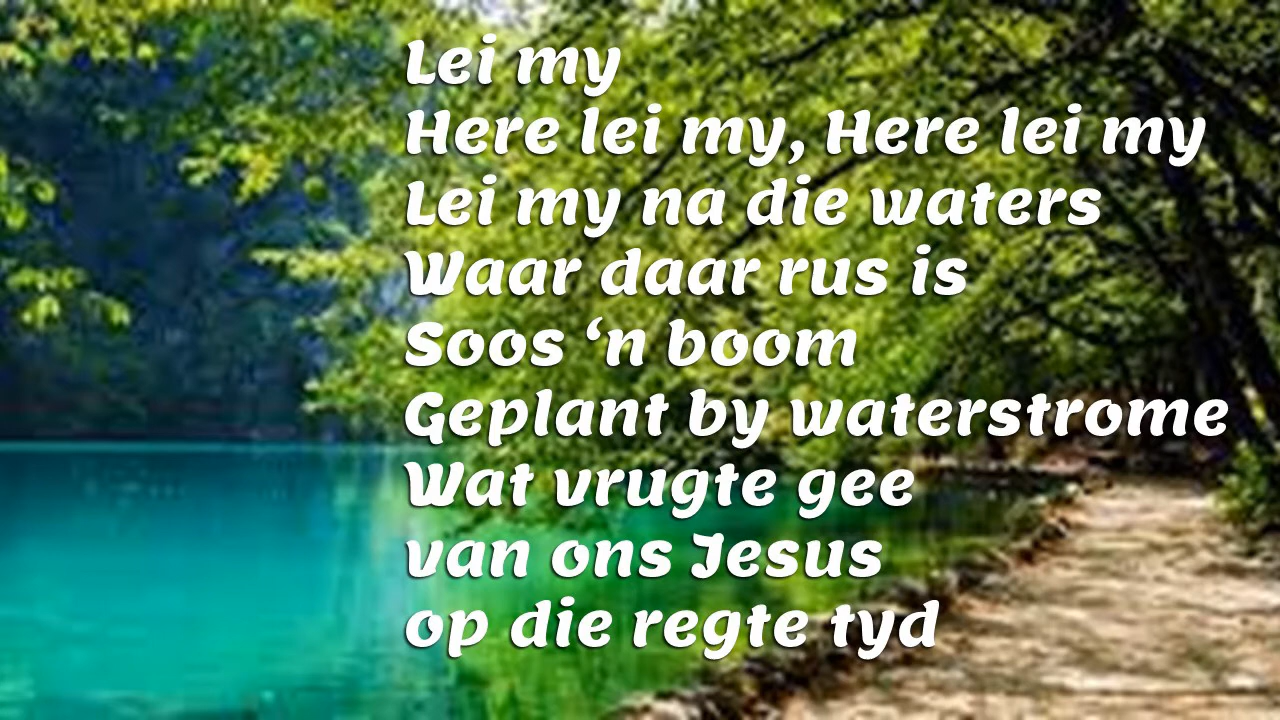 Lei my
Here lei my, Here lei my
Lei my na die waters
Waar daar rus is
Soos ‘n boom
Geplant by waterstrome
Wat vrugte gee
van ons Jesus
op die regte tyd